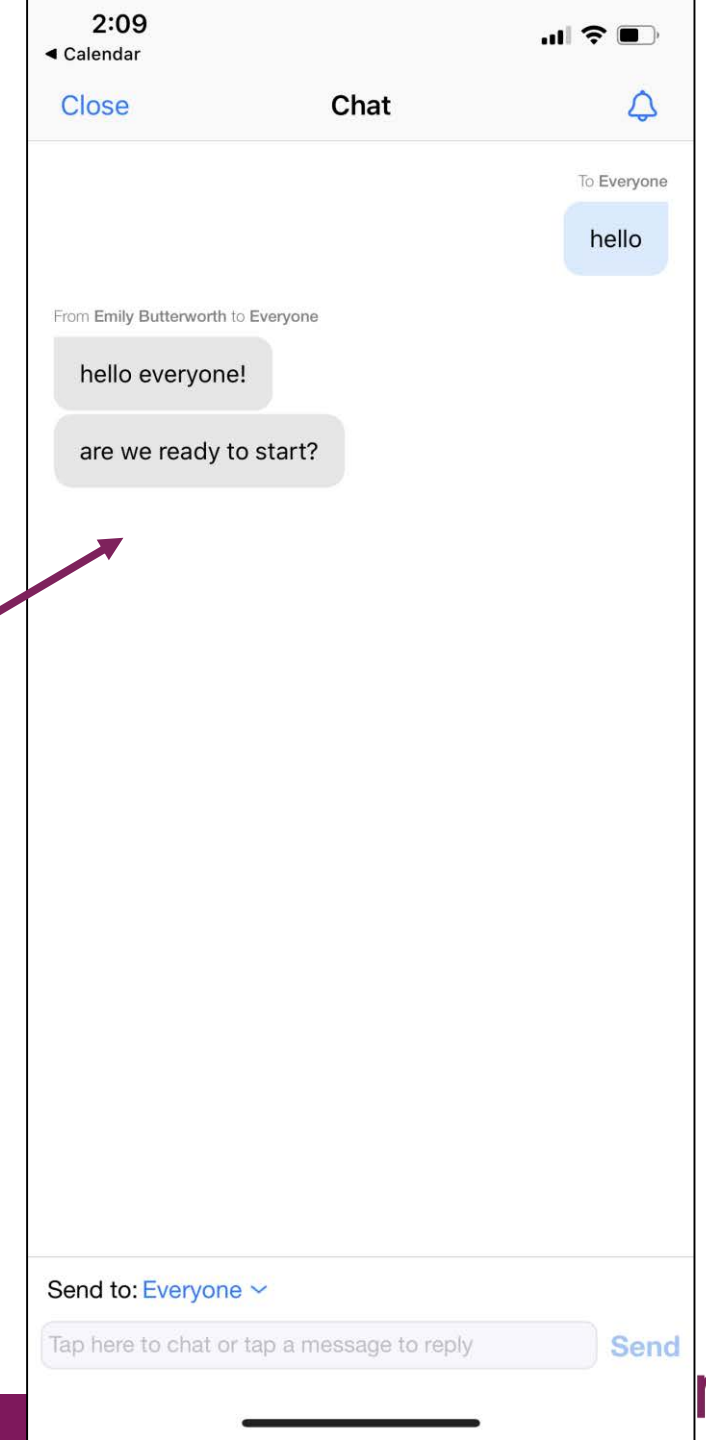 2:09
◀ Calendar
Close Chat
To Everyone
hello
From Emily Butterworth to Everyone
hello everyone!
are we ready to start?
Send to: Everyone
Tap here to chat or tap a message to reply Send